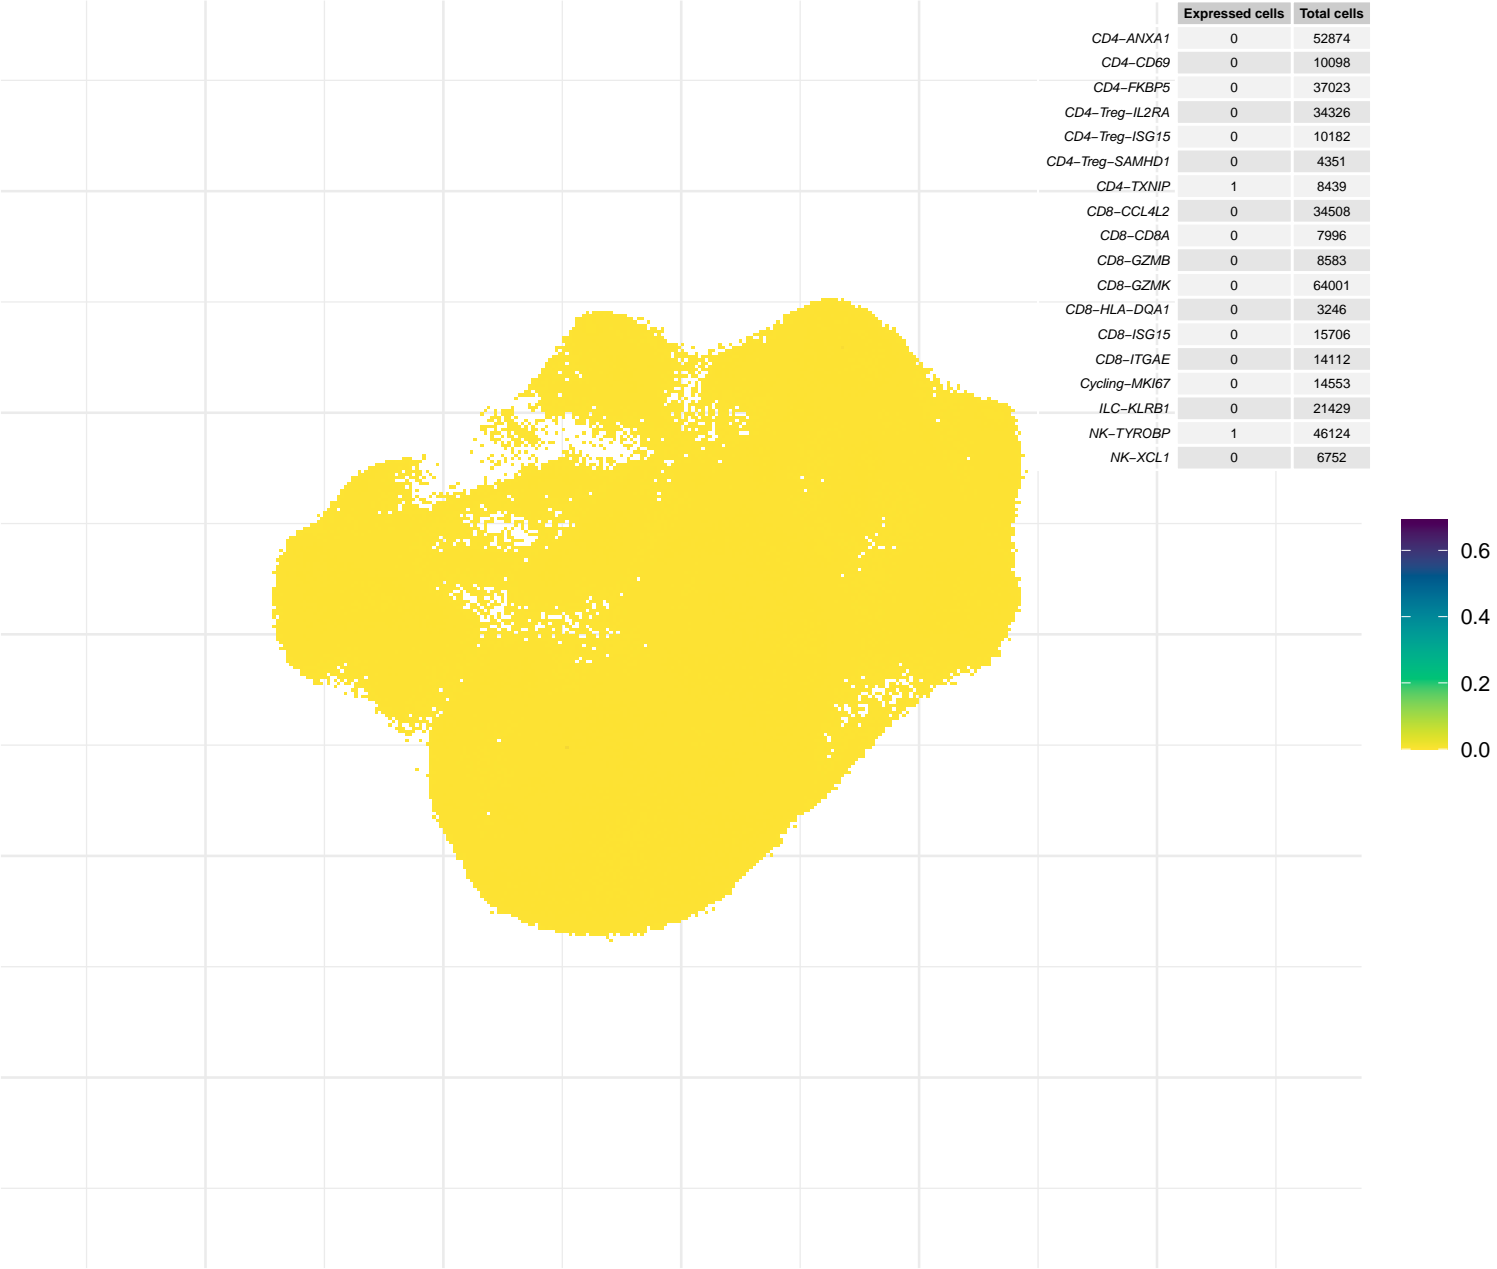 Expressed cells Total cells
CD4−ANXA1 0 52874
CD4−CD69 0 10098
CD4−FKBP5 0 37023
CD4−Treg−IL2RA 0 34326
CD4−Treg−ISG15 0 10182
CD4−Treg−SAMHD1 0 4351
CD4−TXNIP 1 8439
CD8−CCL4L2 0 34508
CD8−CD8A 0 7996
CD8−GZMB 0 8583
CD8−GZMK 0 64001
CD8−HLA−DQA1 0 3246
CD8−ISG15 0 15706
CD8−ITGAE 0 14112
Cycling−MKI67 0 14553
ILC−KLRB1 0 21429
NK−TYROBP 1 46124
NK−XCL1 0 6752
0.6
0.4
0.2
0.0